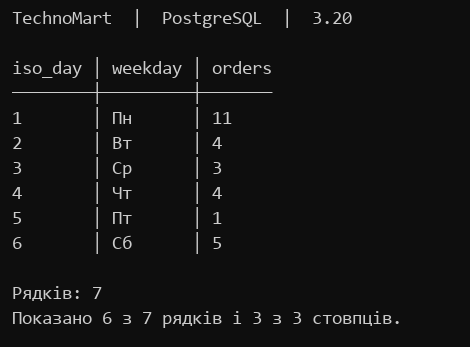 TechnoMart │ PostgreSQL │ 3.20
iso_day │ weekday │ orders
1 │ Пн │ 11
2 │ Вт │ 4
3 │ Ср │ 3
4 │ Чт │ 4
5 │ Пт │ 1
6 │ Сб │ 5
Рядків: 7
Показано 6 з 7 рядків і 3 з 3 стовпців.